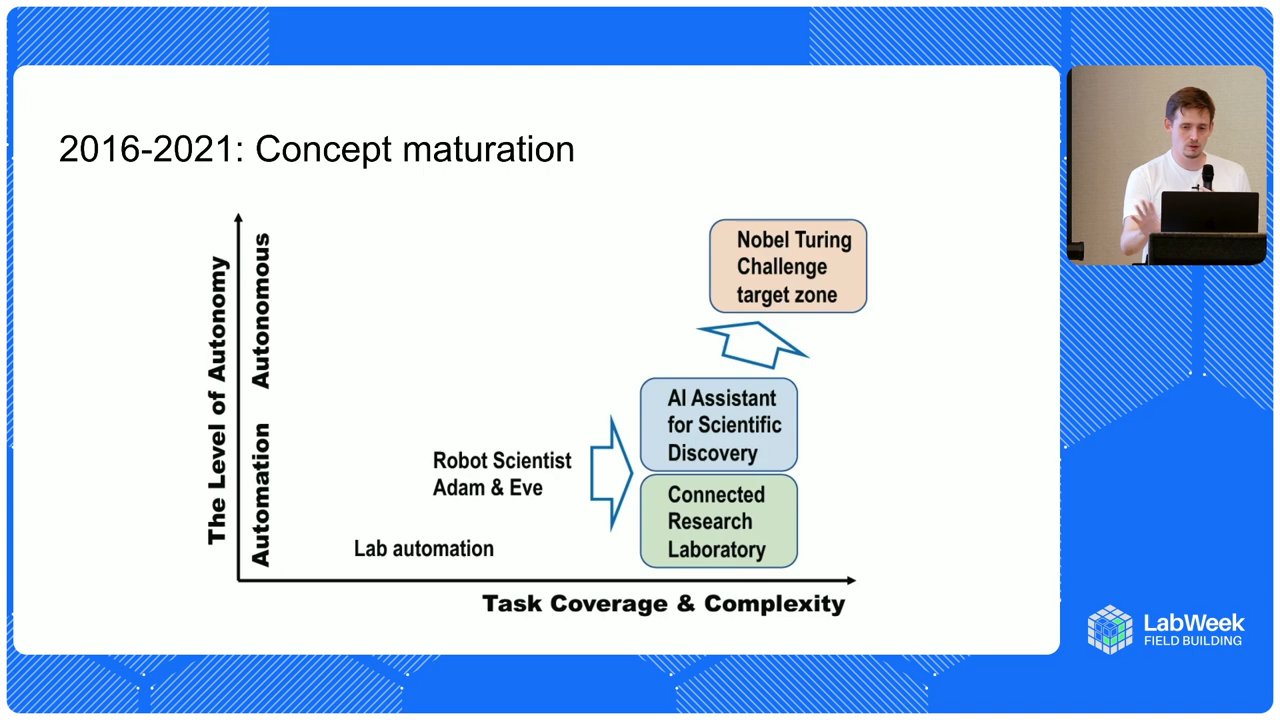 2016-2021: Concept maturation
The Level of Autonomy
Autonomous
Automation
Nobel Turing
Challenge
target zone
AI Assistant
for Scientific
Discovery
Robot Scientist
Adam & Eve
Connected
Research
Laboratory
Lab automation
Task Coverage & Complexity
LabWeek
FIELD BUILDING